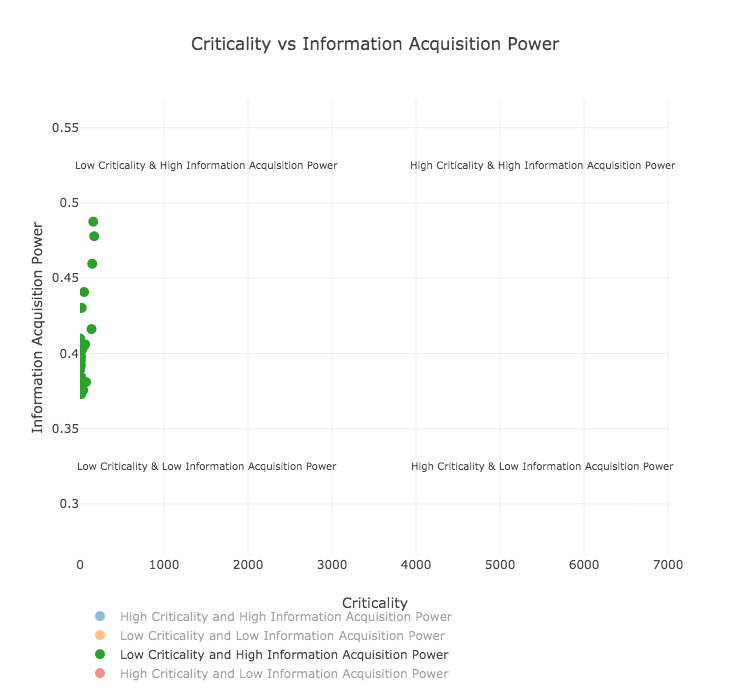 Criticality vs Information Acquisition Power
0.55
Low Criticality & High Information Acquisition Power
High Criticality & High Information Acquisition Power
0.5
0.45
Information Acquisition Power
0.4
0.35
Low Criticality & Low Information Acquisition Power
High Criticality & Low Information Acquisition Power
0.3
0 1000 2000 3000 4000 5000 6000 7000
Criticality
High Criticality and High Information Acquisition Power
Low Criticality and Low Information Acquisition Power
Low Criticality and High Information Acquisition Power
High Criticality and Low Information Acquisition Power